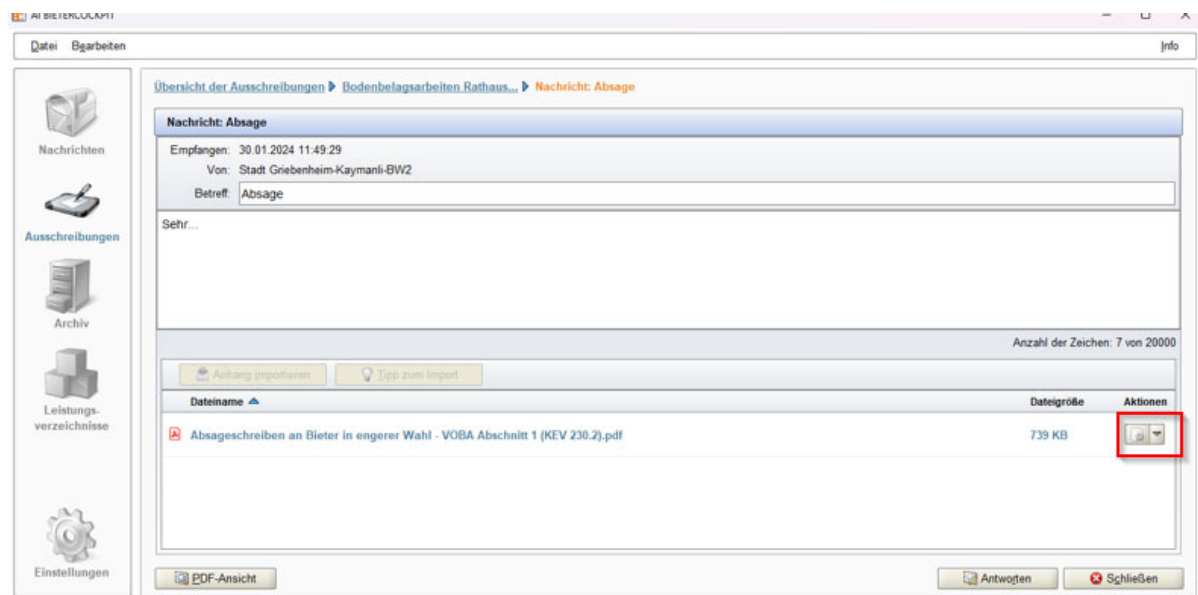 AI BIETERCOCKPIT
Datei Bearbeiten Info
Übersicht der Ausschreibungen Bodenbelagsarbeiten Rathaus... Nachricht: Absage
Nachricht: Absage
Nachrichten
Empfangen: 30.01.2024 11:49:29
Von: Stadt Griebenheim-Kaymanli-BW2
Betreff: Absage
Sehr...
Ausschreibungen
Archiv
Anzahl der Zeichen: 7 von 20000
Anhang importieren Tipp zum Import
Dateiname Dateigröße Aktionen
Leistungs-
verzeichnisse
Absageschreiben an Bieter in engerer Wahl - VOBA Abschnitt 1 (KEV 230.2).pdf 739 KB
Einstellungen
PDF-Ansicht Antworten Schließen